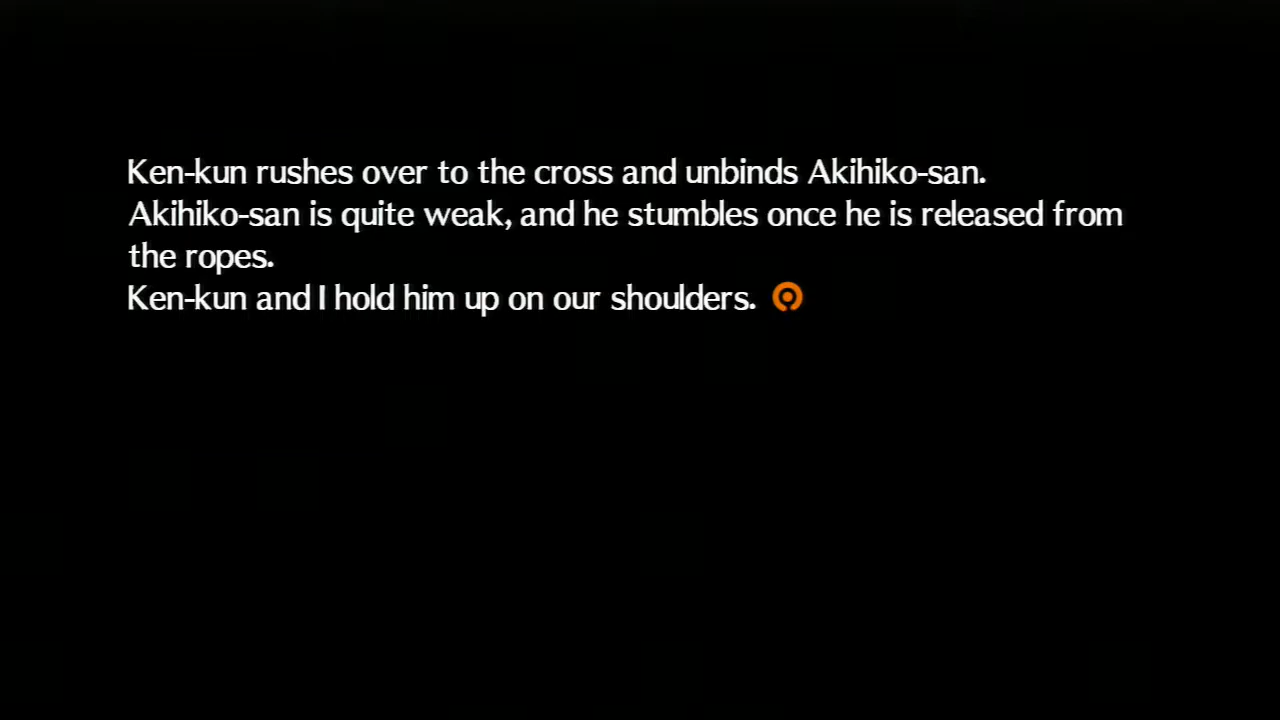 Ken-kun rushes over to the cross and unbinds Akihiko-san.
Akihiko-san is quite weak, and he stumbles once he is released from
the ropes.
Ken-kun and I hold him up on our shoulders.